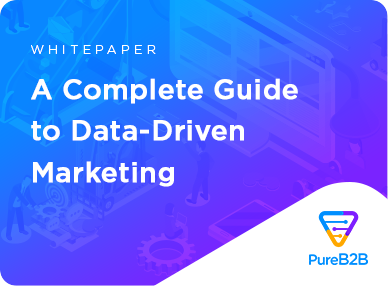 WHITEPAPER
A Complete Guide
to Data-Driven
Marketing
PureB2B